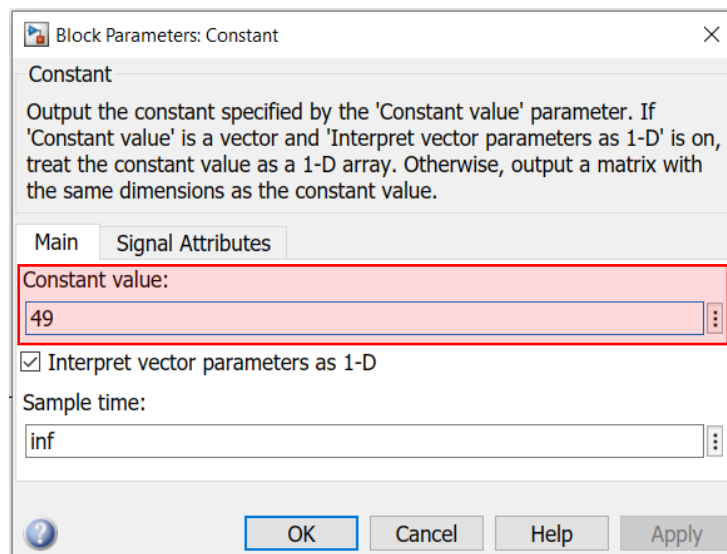 Block Parameters: Constant
Constant
Output the constant specified by the 'Constant value' parameter. If
'Constant value' is a vector and 'Interpret vector parameters as 1-D' is on,
treat the constant value as a 1-D array. Otherwise, output a matrix with
the same dimensions as the constant value.
Main Signal Attributes
Constant value:
49
Interpret vector parameters as 1-D
Sample time:
inf
OK Cancel Help Apply